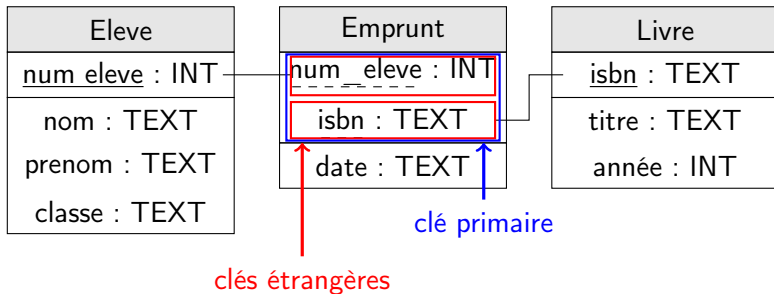 Eleve
num eleve : INT
nom : TEXT
prenom : TEXT
classe : TEXT
Emprunt
num_eleve : INT
isbn : TEXT
date : TEXT
Livre
isbn : TEXT
titre : TEXT
année : INT
clé primaire
clés étrangères